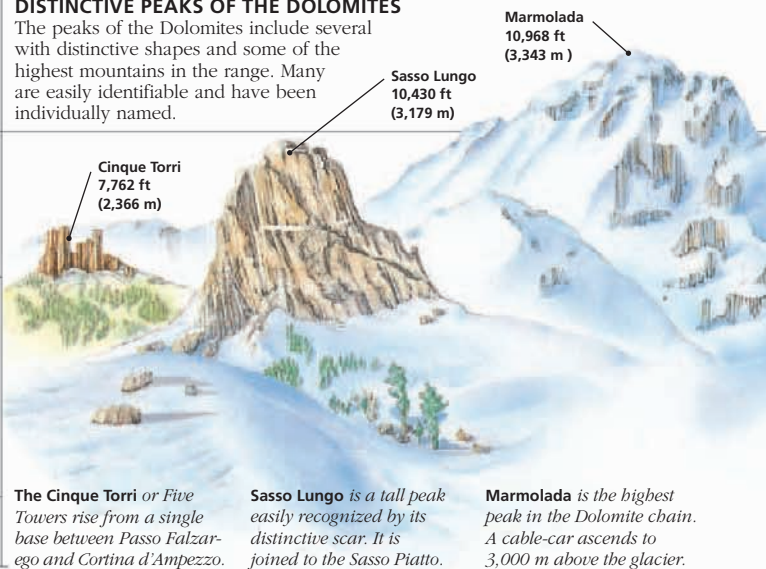 DISTINCTIVE PEAKS OF THE DOLOMITES
The peaks of the Dolomites include several
with distinctive shapes and some of the
highest mountains in the range. Many
are easily identifiable and have been
individually named.
Marmolada
10,968 ft
(3,343 m )
Sasso Lungo
10,430 ft
(3,179 m)
Cinque Torri
7,762 ft
(2,366 m)
The Cinque Torri or Five
Towers rise from a single
base between Passo Falzar-
ego and Cortina d'Ampezzo.
Sasso Lungo is a tall peak
easily recognized by its
distinctive scar. It is
joined to the Sasso Piatto.
Marmolada is the highest
peak in the Dolomite chain.
A cable-car ascends to
3,000 m above the glacier.